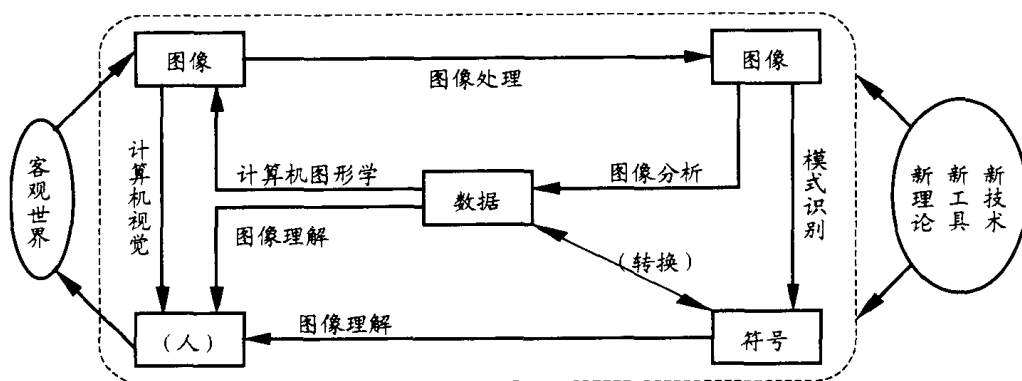 图像
图像
图像处理
客观世界
计算机视觉
计算机图形学
图像分析
模式识别
数据
图像理解
(转换)
(人)
图像理解
符号
新理论
新工具
新技术